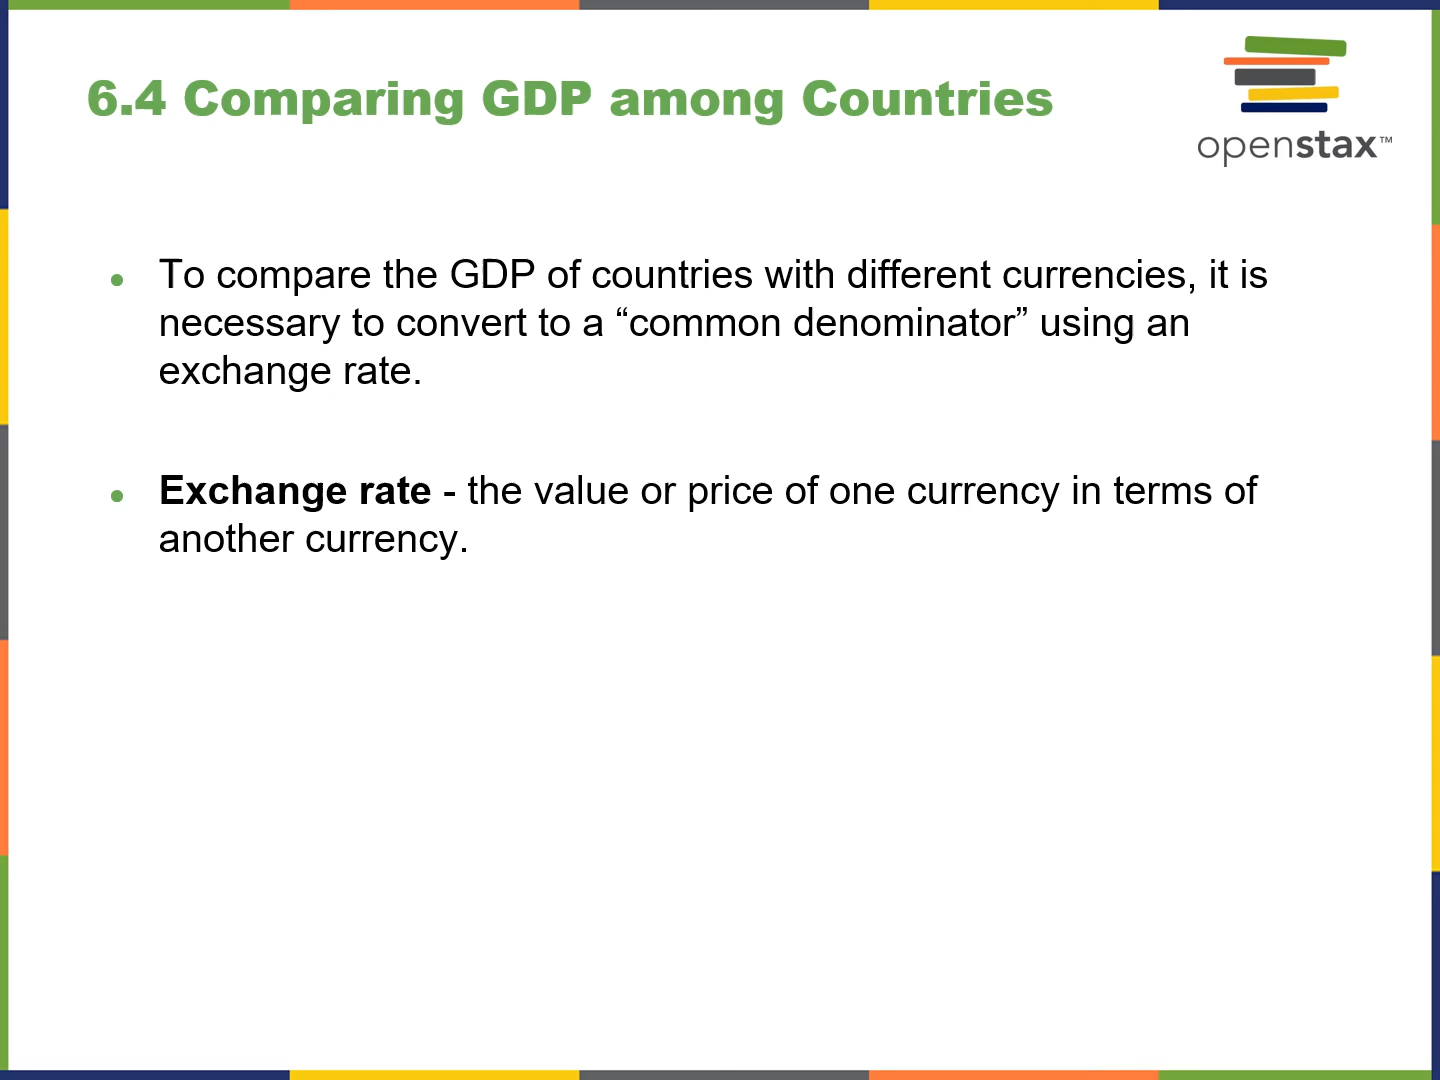 6.4 Comparing GDP among Countries
openstax™
• To compare the GDP of countries with different currencies, it is
necessary to convert to a “common denominator” using an
exchange rate.
• Exchange rate - the value or price of one currency in terms of
another currency.